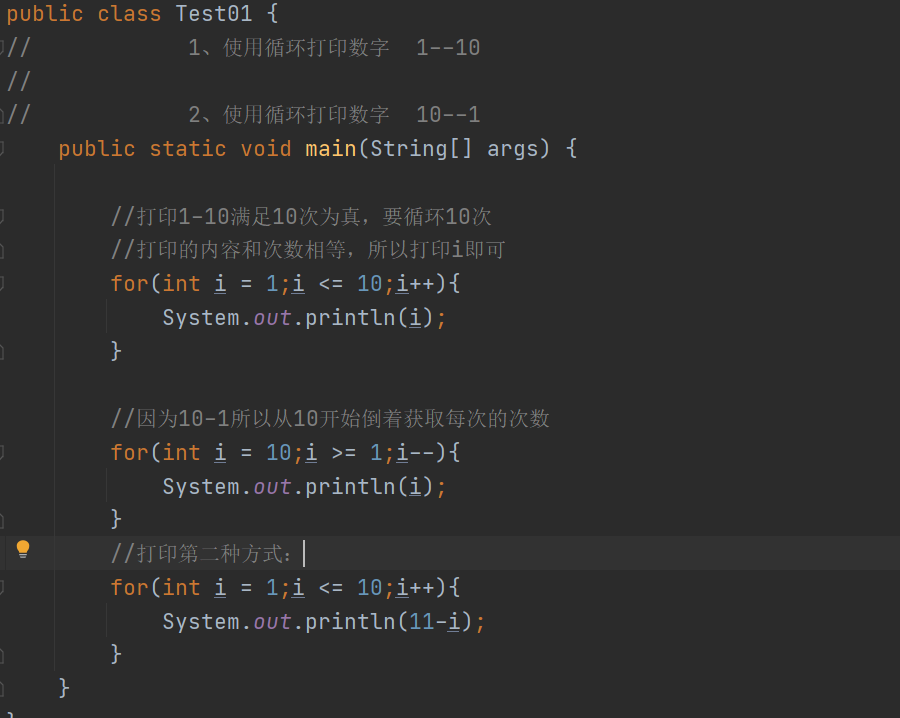 public class Test01 {
//            1、使用循环打印数字  1--10
//
//            2、使用循环打印数字  10--1
    public static void main(String[] args) {
        //打印1-10满足10次为真，要循环10次
        //打印的内容和次数相等，所以打印i即可
        for(int i = 1;i <= 10;i++){
            System.out.println(i);
        }
        //因为10-1所以从10开始倒着获取每次的次数
        for(int i = 10;i >= 1;i--){
            System.out.println(i);
        }
        //打印第二种方式：
        for(int i = 1;i <= 10;i++){
            System.out.println(11-i);
        }
    }
}